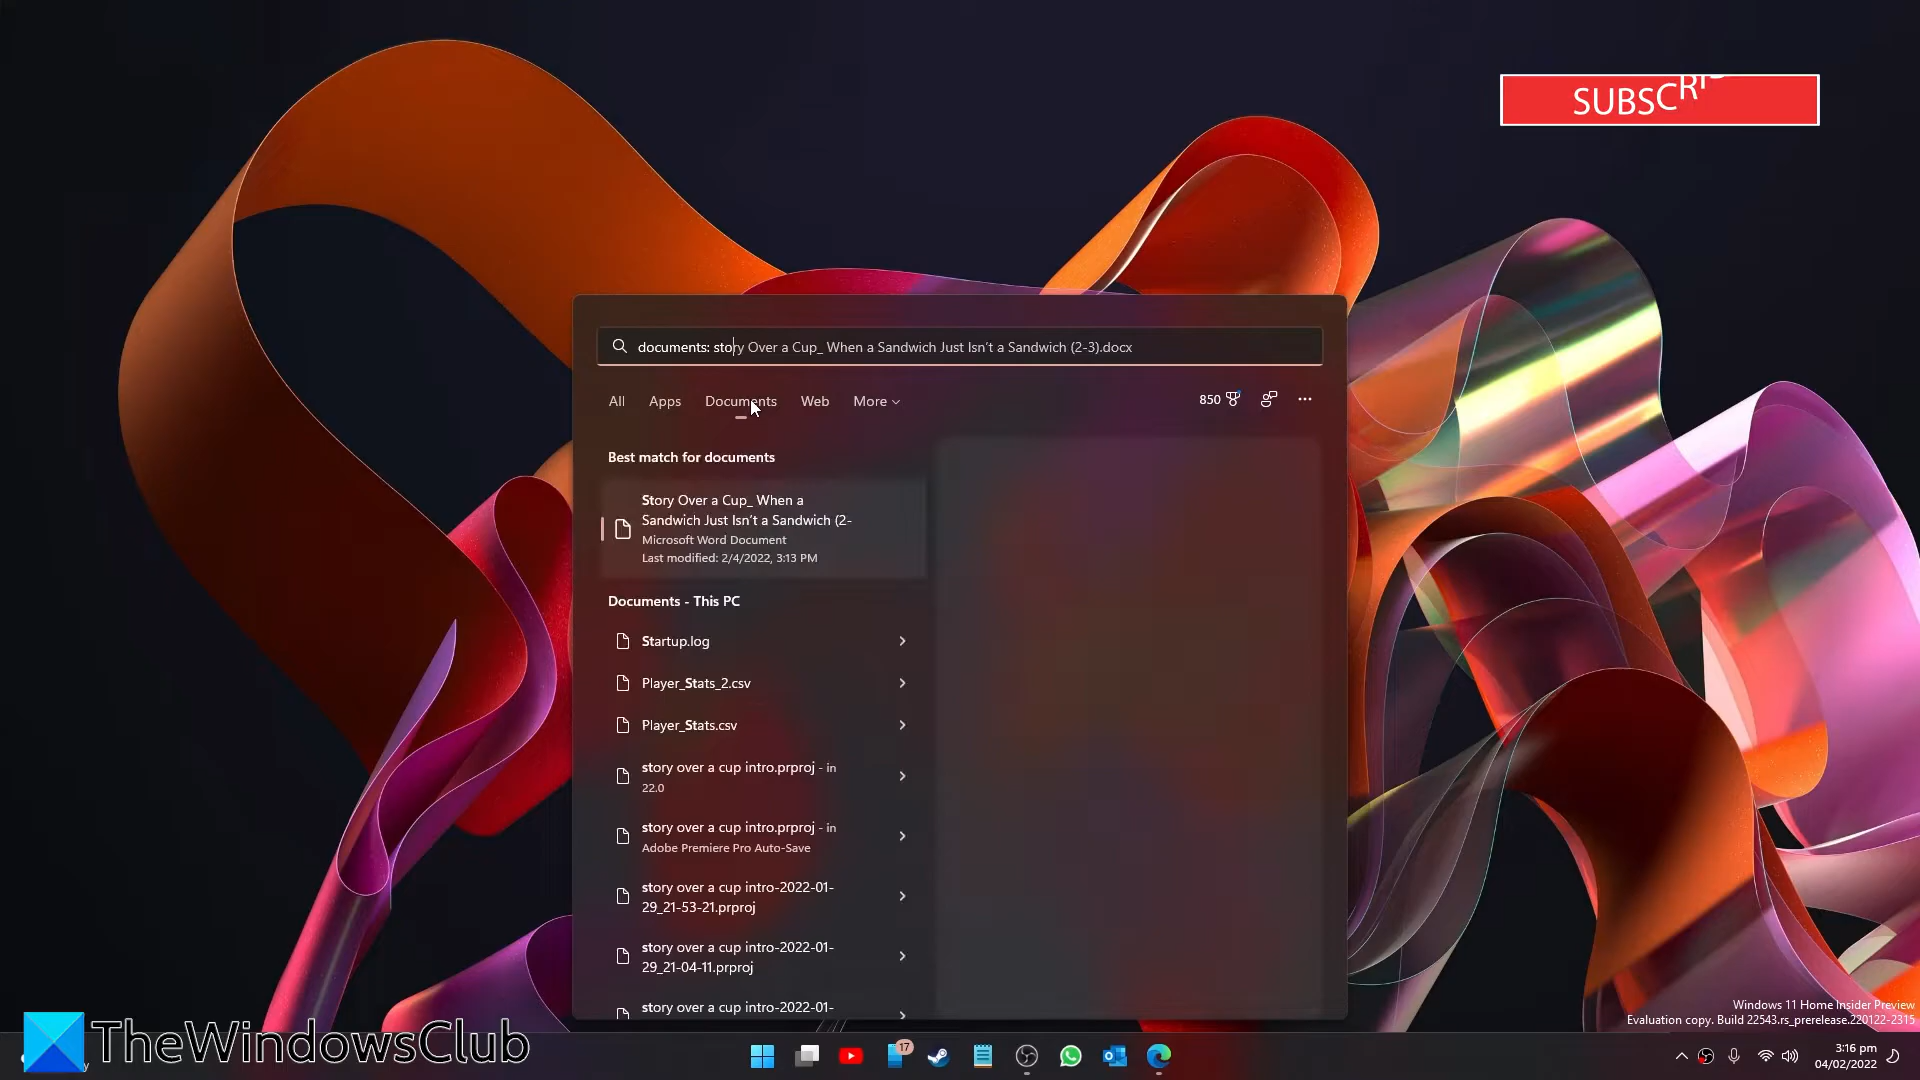 SUBSCRI
documents: story Over a Cup_ When a Sandwich Just Isn't a Sandwich (2-3).docx
All Apps Documents Web More 850
Best match for documents
Story Over a Cup_ When a
Sandwich Just Isn't a Sandwich (2-
Microsoft Word Document
Last modified: 2/4/2022, 3:13 PM
Documents - This PC
Startup.log
Player_Stats_2.csv
Player_Stats.csv
story over a cup intro.prproj - in
22.0
story over a cup intro.prproj - in
Adobe Premiere Pro Auto-Save
story over a cup intro-2022-01-
29_21-53-21.prproj
story over a cup intro-2022-01-
29_21-04-11.prproj
story over a cup intro-2022-01-
Windows 11 Home Insider Preview
Evaluation copy. Build 22543.rs_prerelease.220122-2315
TheWindowsClub
17
3:16 pm
04/02/2022